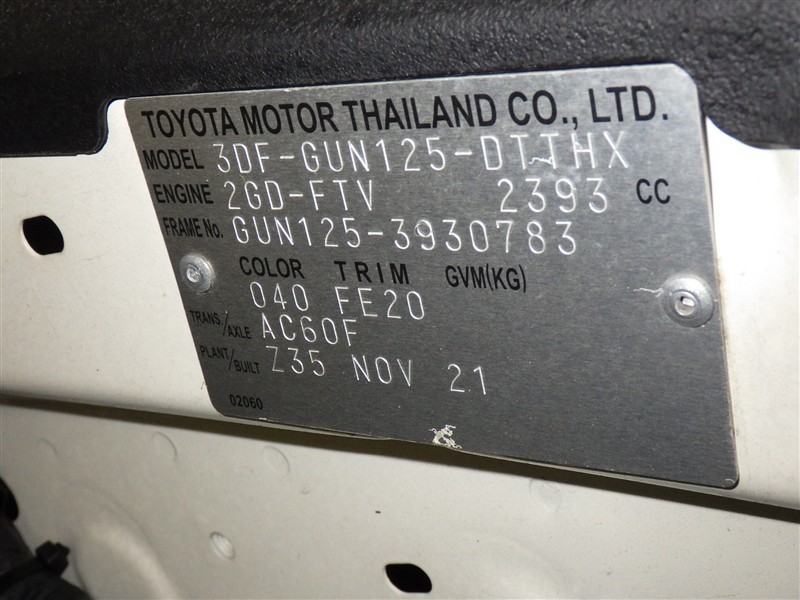 TOYOTA MOTOR THAILAND CO., LTD.
MODEL 3DF-GUN125-DTTHX
ENGINE 2GD-FTV 2393 CC
FRAME No. GUN125-3930783
COLOR TRIM GVM(KG)
040 FE20
TRANS./AXLE AC60F
PLANT/BUILT Z35 NOV 21
02060